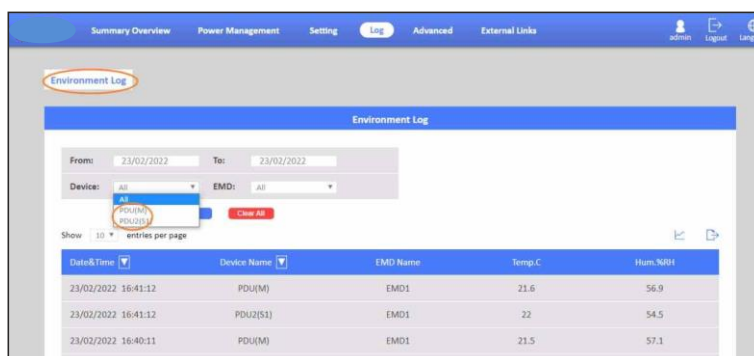 Summary Overview Power Management Setting Log Advanced External Links admin Logout Lang
Environment Log
Environment Log
From: 23/02/2022 To: 23/02/2022
Device: All EMD: All
All
PDU(M)
PDU2(S1)
Clear All
Show 10 entries per page
Date&Time Device Name EMD Name Temp.C Hum.%RH
23/02/2022 16:41:12 PDU(M) EMD1 21.6 56.9
23/02/2022 16:41:12 PDU2(S1) EMD1 22 54.5
23/02/2022 16:40:11 PDU(M) EMD1 21.5 57.1